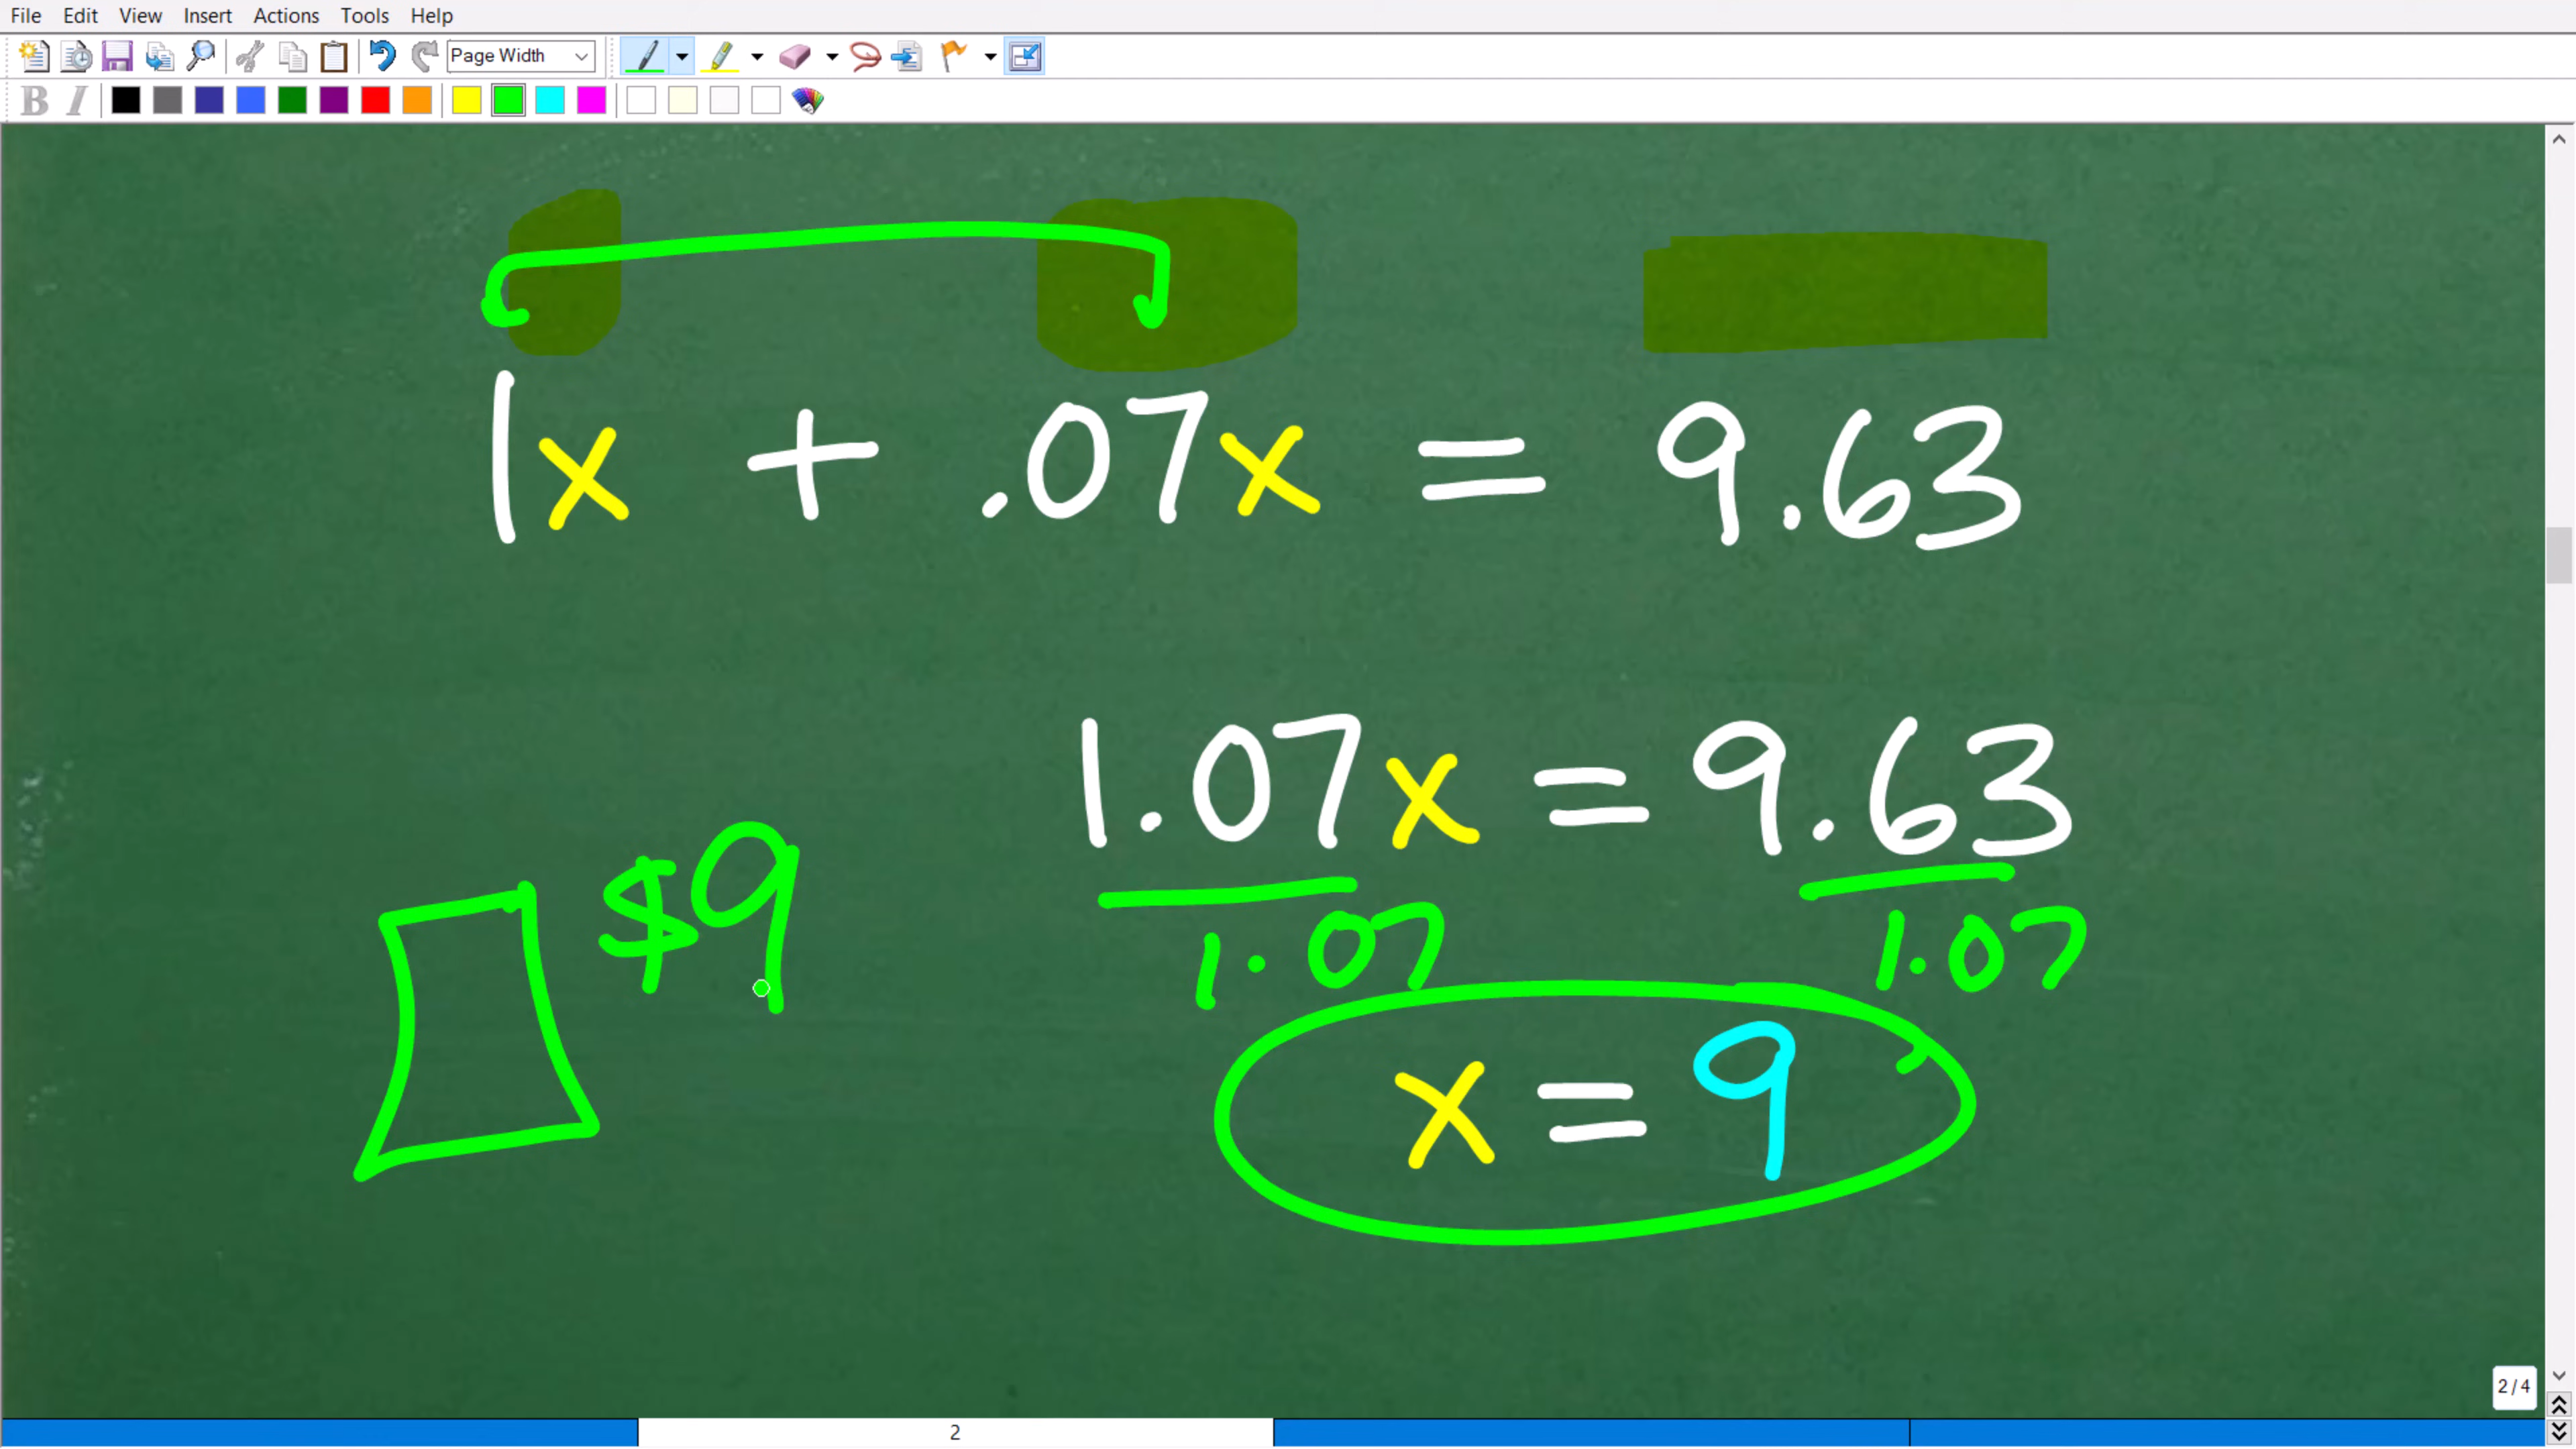 File Edit View Insert Actions Tools Help
Page Width
B I
1x + .07x = 9.63
1.07x = 9.63
1.07 1.07
$9
x = 9
2/4
2